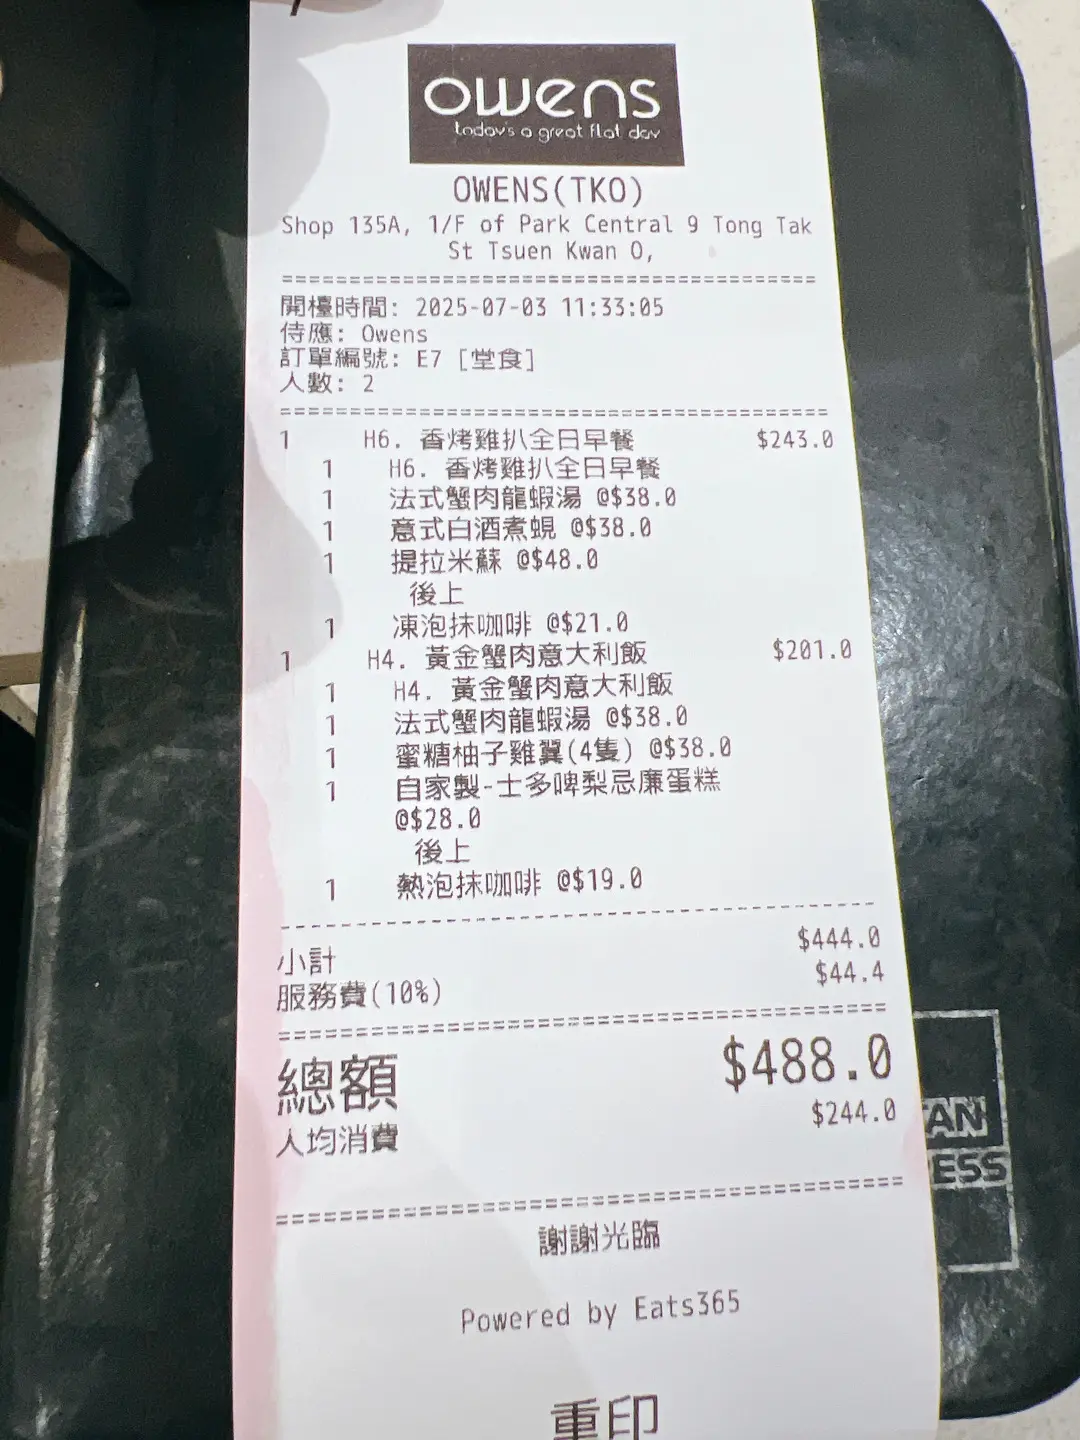 owens
today's a great flat day
OWENS(TKO)
Shop 135A, 1/F of Park Central 9 Tong Tak
St Tsuen Kwan O,
開檯時間: 2025-07-03 11:33:05
侍應: Owens
訂單編號: E7 [堂食]
人數: 2
1 H6. 香烤雞扒全日早餐 $243.0
1 H6. 香烤雞扒全日早餐
1 法式蟹肉龍蝦湯 @$38.0
1 意式白酒煮蜆 @$38.0
1 提拉米蘇 @$48.0
後上
1 凍泡抹咖啡 @$21.0
1 H4. 黃金蟹肉意大利飯 $201.0
1 H4. 黃金蟹肉意大利飯
1 法式蟹肉龍蝦湯 @$38.0
1 蜜糖柚子雞翼(4隻) @$38.0
1 自家製-士多啤梨忌廉蛋糕
@$28.0
後上
1 熱泡抹咖啡 @$19.0
小計 $444.0
服務費(10%) $44.4
總額 $488.0
人均消費 $244.0
謝謝光臨
Powered by Eats365
重印